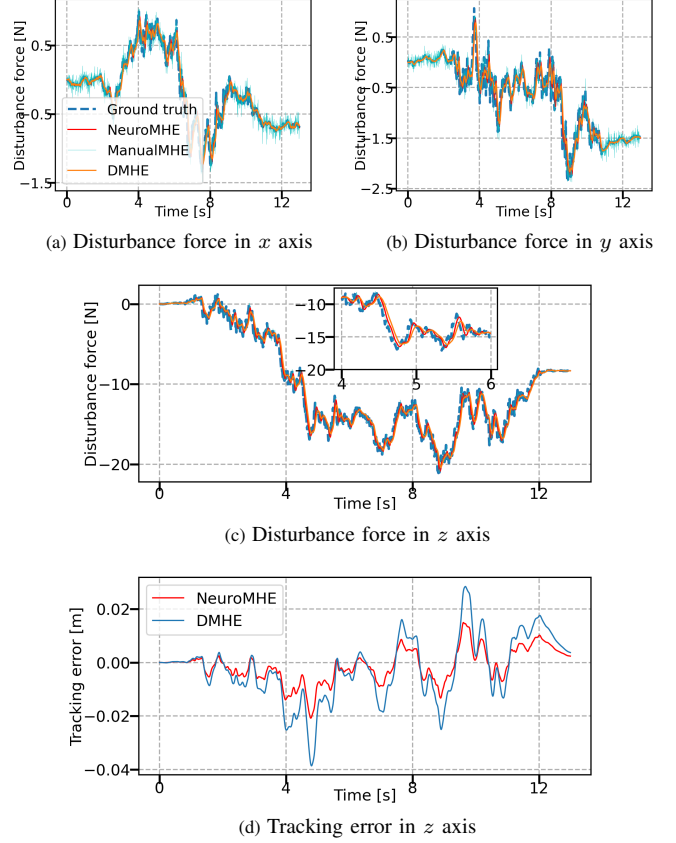 Disturbance force [N]
0.5
−0.5
−1.5
Ground truth
NeuroMHE
ManualMHE
DMHE
0 4 8 12
Time [s]
(a) Disturbance force in x axis
Disturbance force [N]
0.5
−0.5
−1.5
−2.5
0 4 8 12
Time [s]
(b) Disturbance force in y axis
Disturbance force [N]
0
−10
−20
−10
−15
−20
4 5 6
0 4 8 12
Time [s]
(c) Disturbance force in z axis
Tracking error [m]
0.02
0.00
−0.02
−0.04
NeuroMHE
DMHE
0 4 8 12
Time [s]
(d) Tracking error in z axis